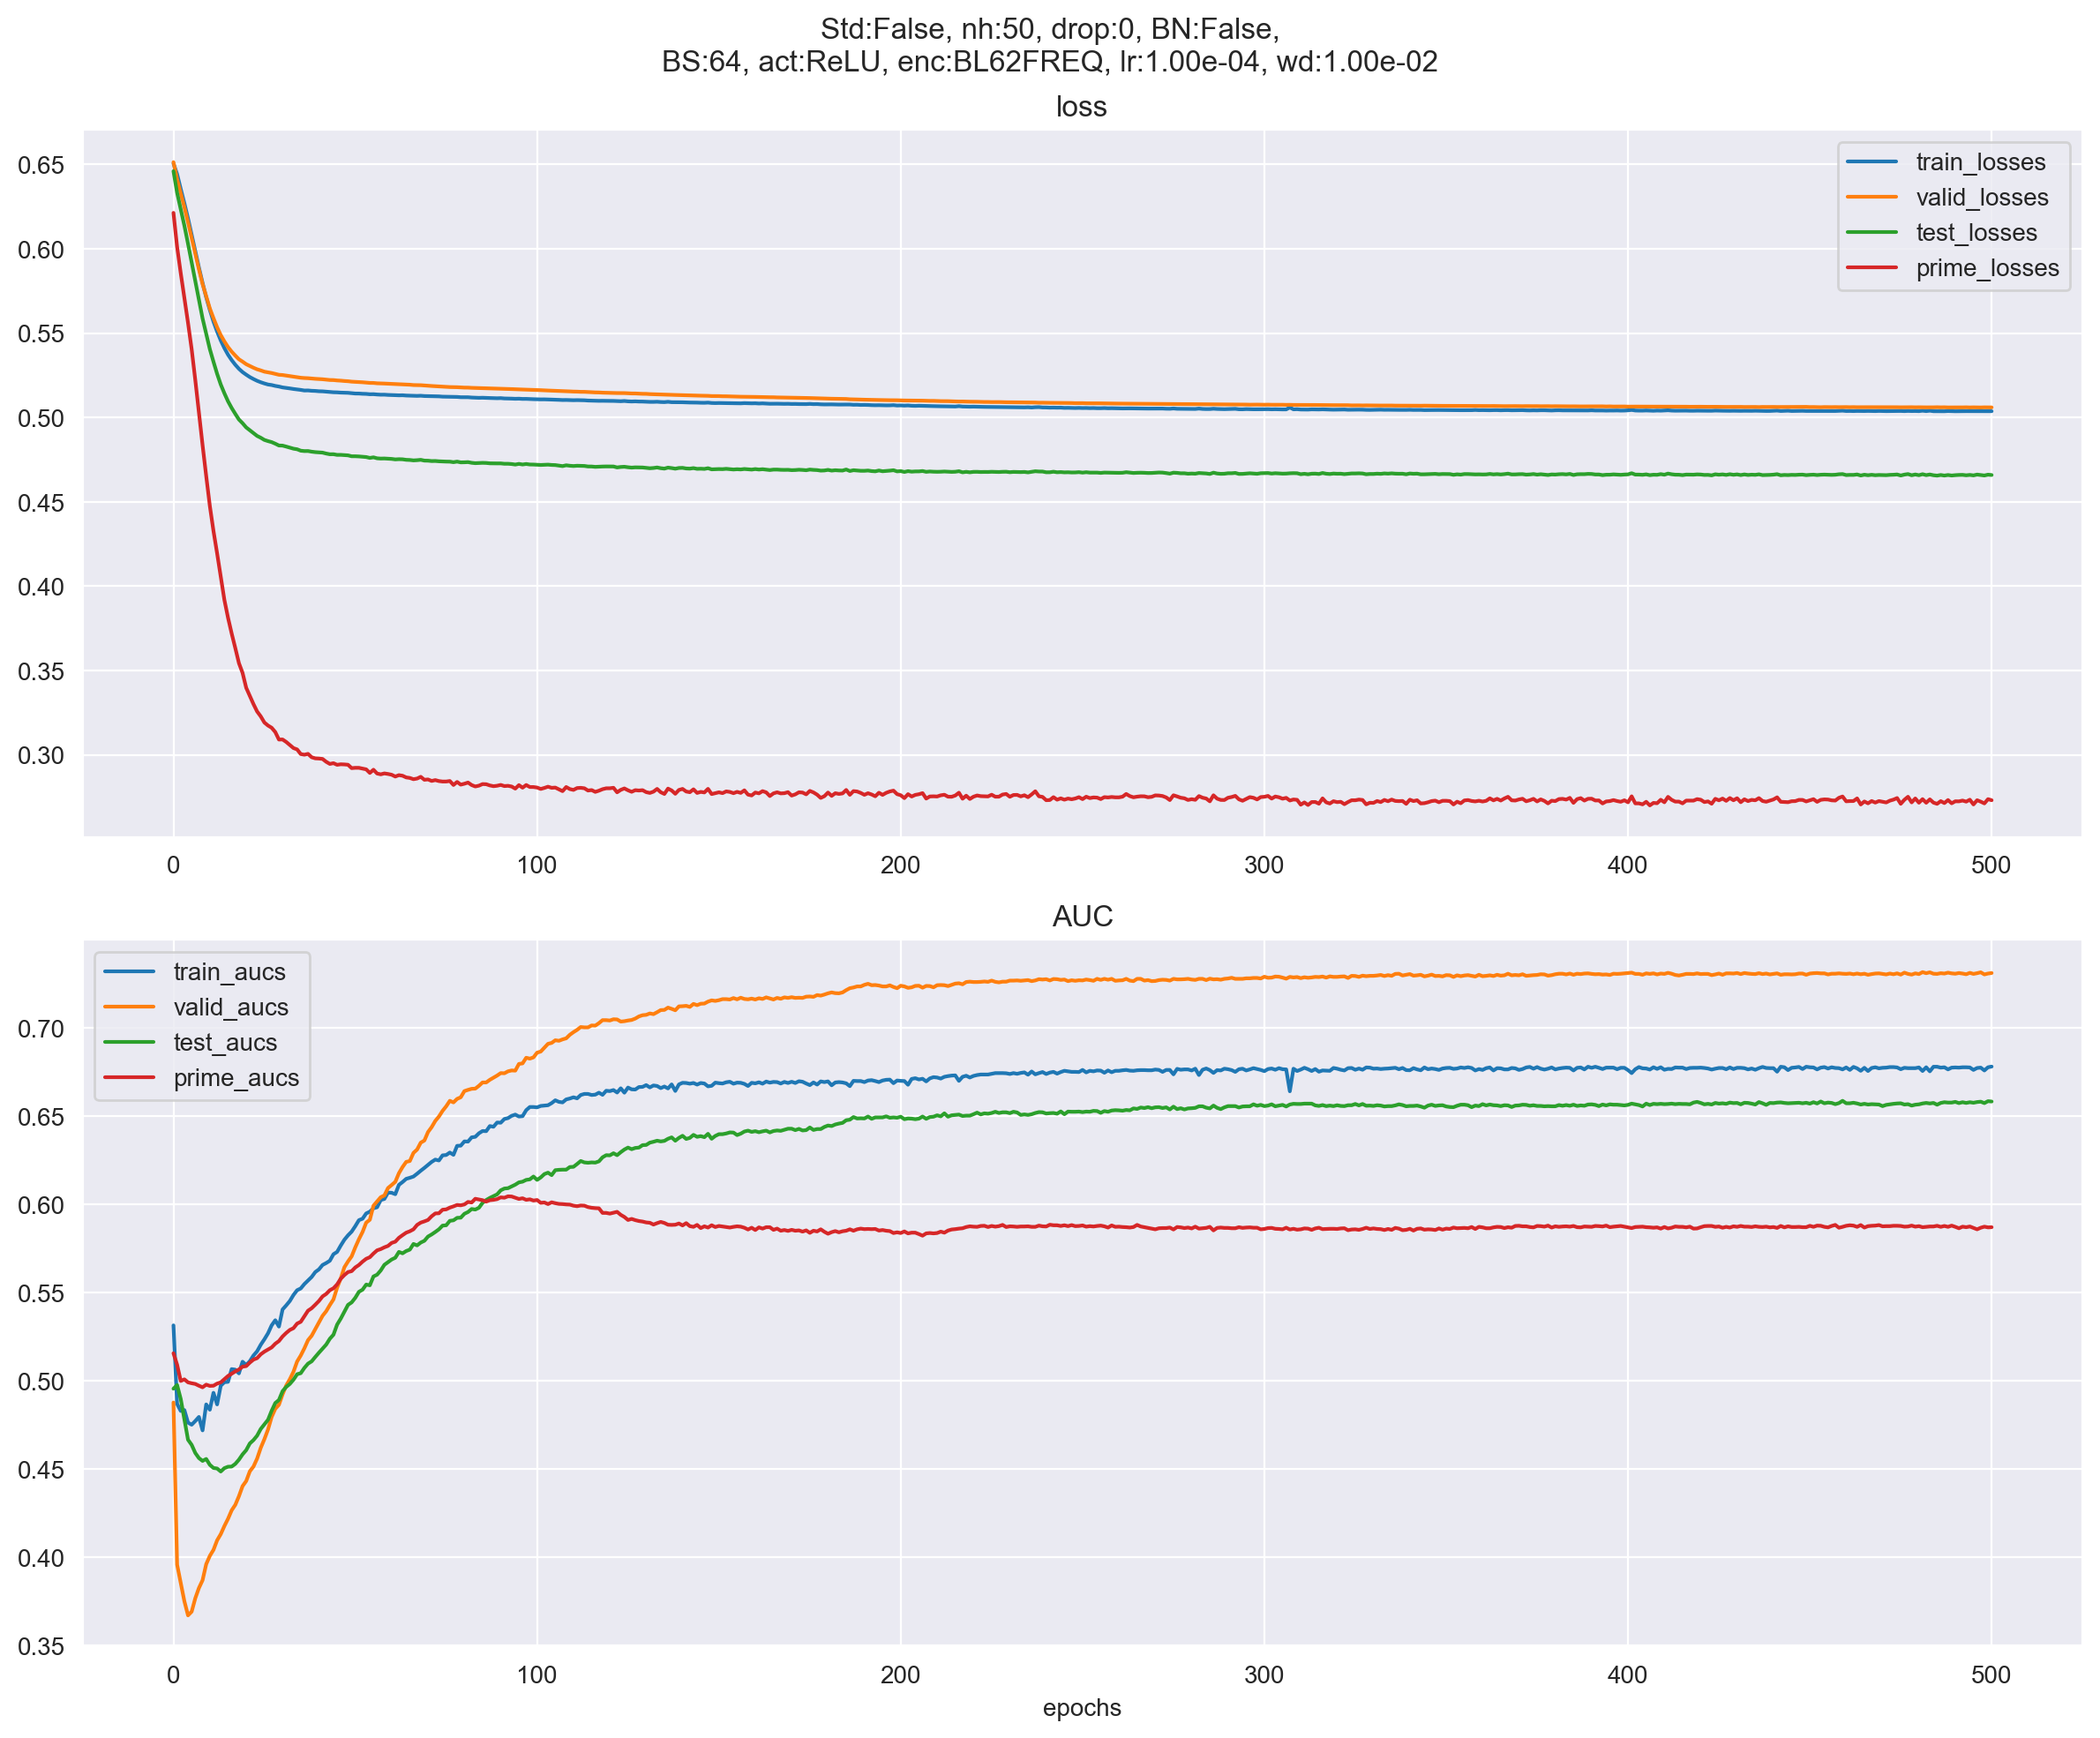 Std:False, nh:50, drop:0, BN:False,
BS:64, act:ReLU, enc:BL62FREQ, lr:1.00e-04, wd:1.00e-02
loss
0.65
0.60
0.55
0.50
0.45
0.40
0.35
0.30
train_losses
valid_losses
test_losses
prime_losses
0 100 200 300 400 500
AUC
train_aucs
valid_aucs
test_aucs
prime_aucs
0.70
0.65
0.60
0.55
0.50
0.45
0.40
0.35
0 100 200 300 400 500
epochs